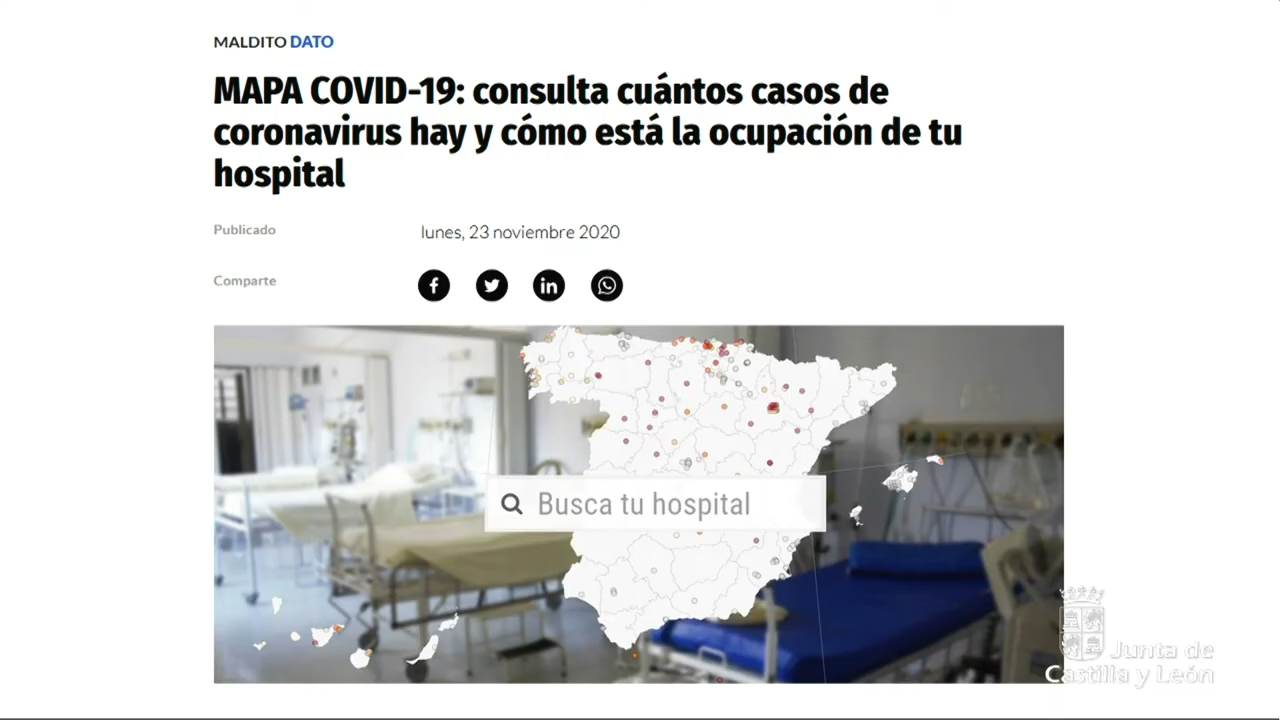 MALDITO DATO
MAPA COVID-19: consulta cuántos casos de
coronavirus hay y cómo está la ocupación de tu
hospital
Publicado
lunes, 23 noviembre 2020
Comparte
Busca tu hospital
Junta de
Castilla y León